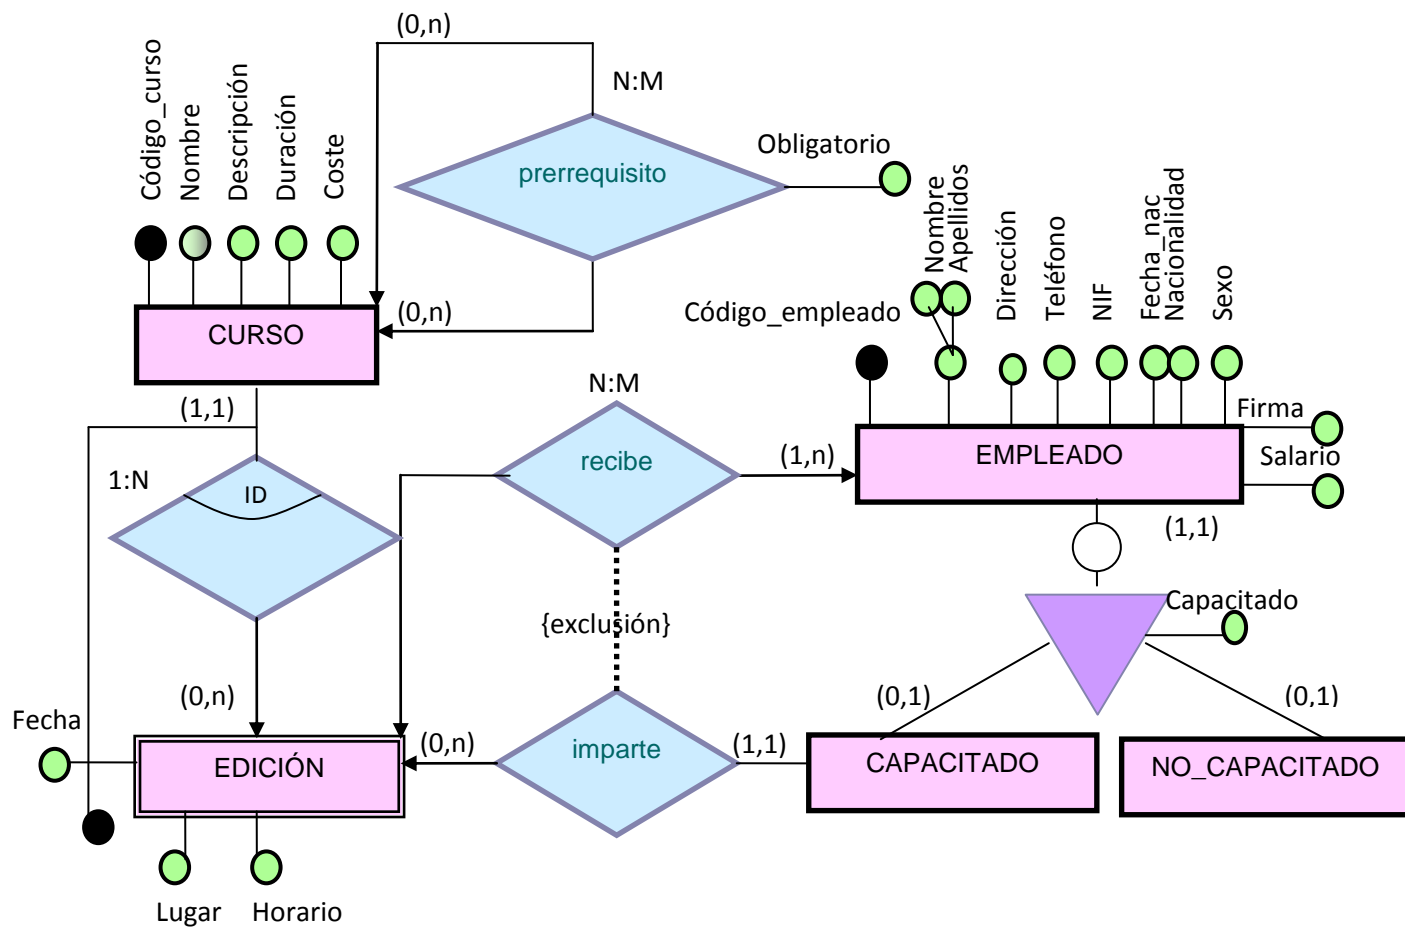 (0,n)
N:M
Código_curso
Nombre
Descripción
Duración
Coste
prerrequisito
Obligatorio
(0,n)
CURSO
Código_empleado
Nombre
Apellidos
Dirección
Teléfono
NIF
Fecha_nac
Nacionalidad
Sexo
Firma
Salario
EMPLEADO
(1,1)
N:M
recibe
(1,n)
1:N
ID
(1,1)
{exclusión}
Capacitado
(0,n)
(0,1)
(0,1)
Fecha
EDICIÓN
(0,n)
imparte
(1,1)
CAPACITADO
NO_CAPACITADO
Lugar
Horario